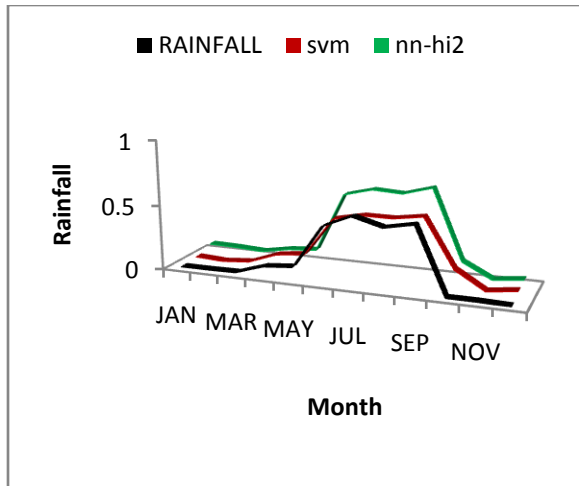 RAINFALL svm nn-hi2
1
0.5
0
Rainfall
JAN MAR MAY JUL SEP NOV
Month